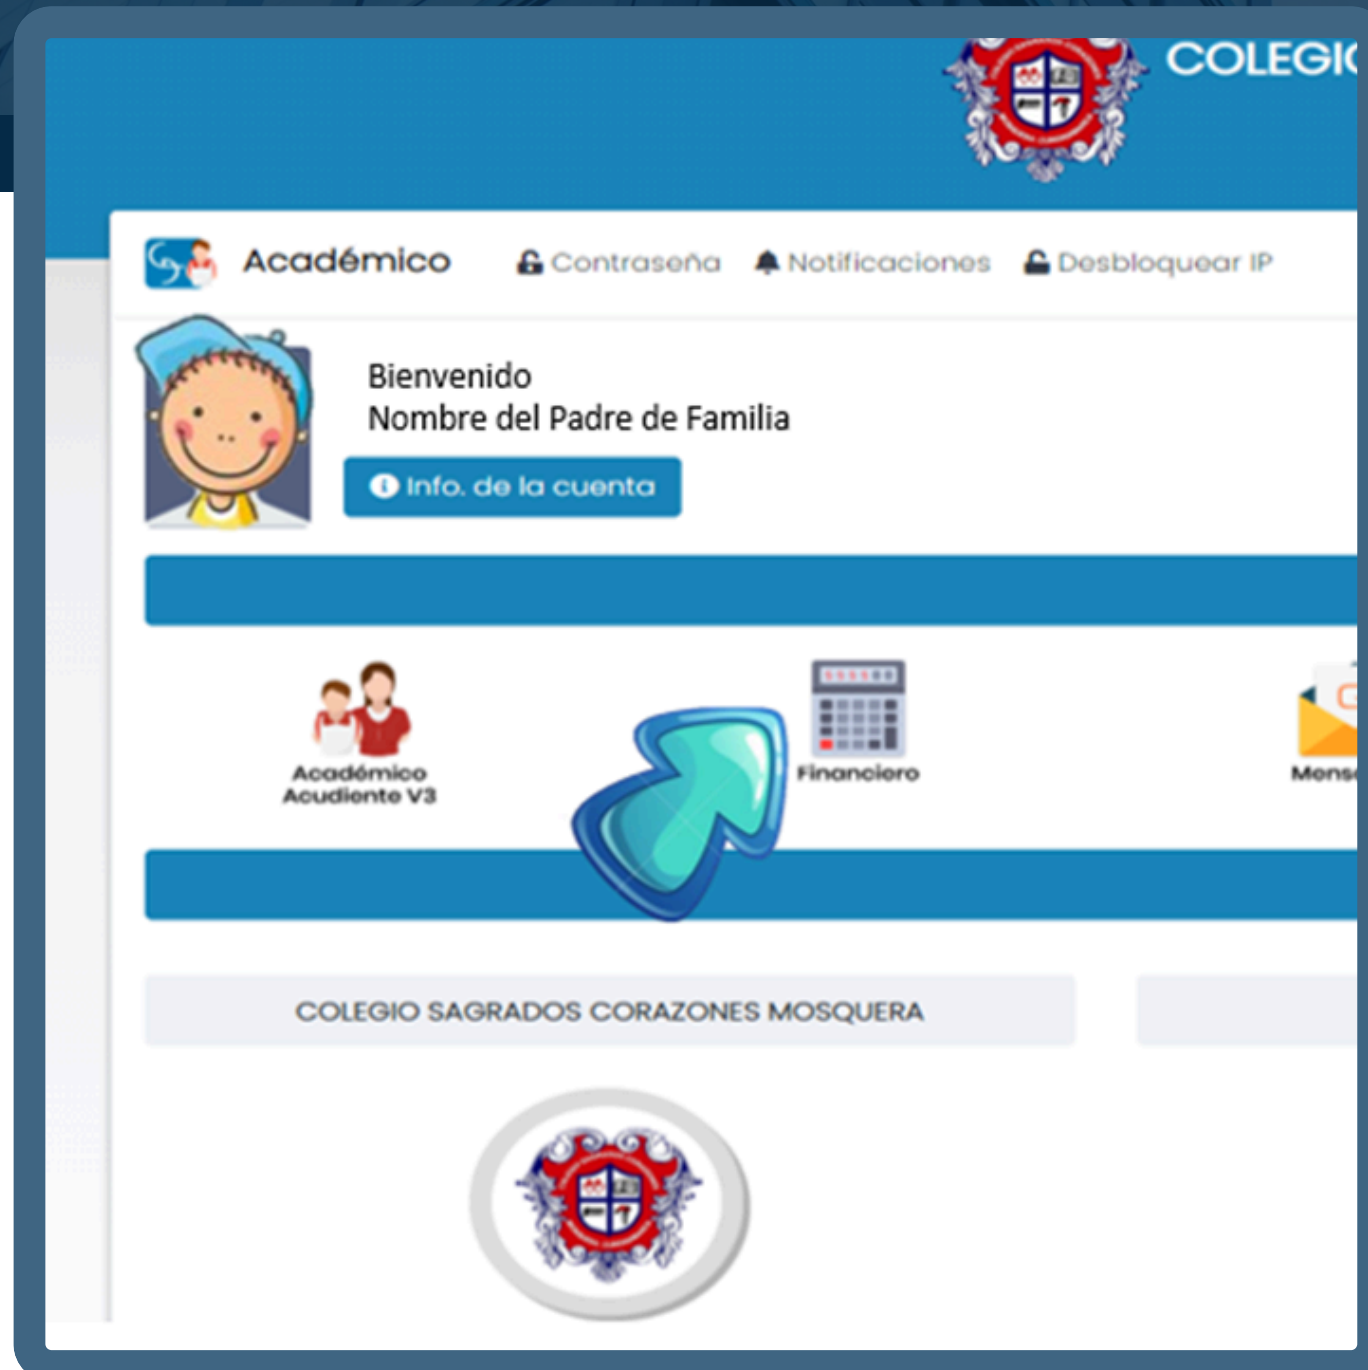 COLEGIO
Académico
Contraseña
Notificaciones
Desbloquear IP
Bienvenido
Nombre del Padre de Familia
Info. de la cuenta
Académico
Acudiente V3
Financiero
COLEGIO SAGRADOS CORAZONES MOSQUERA